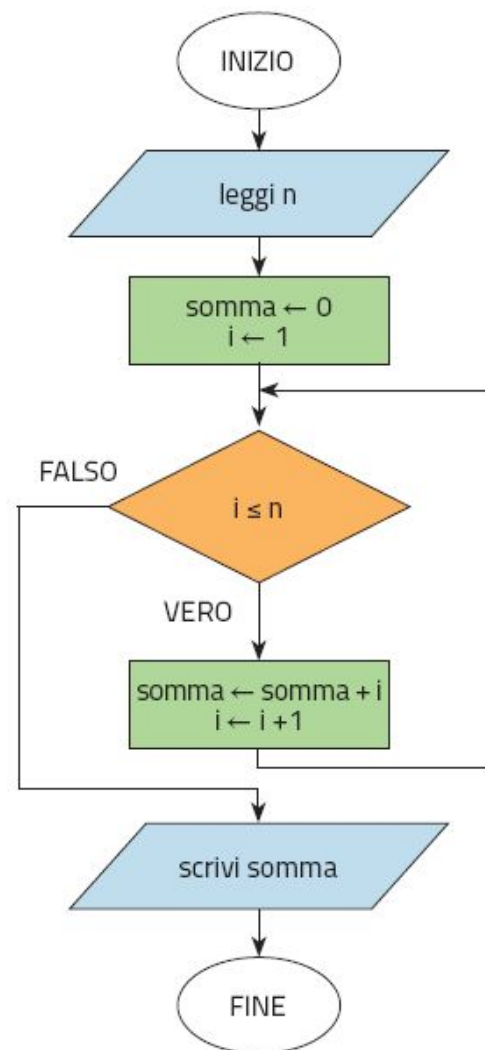 INIZIO
leggi n
somma ← 0
i ← 1
i ≤ n
FALSO
VERO
somma ← somma + i
i ← i +1
scrivi somma
FINE